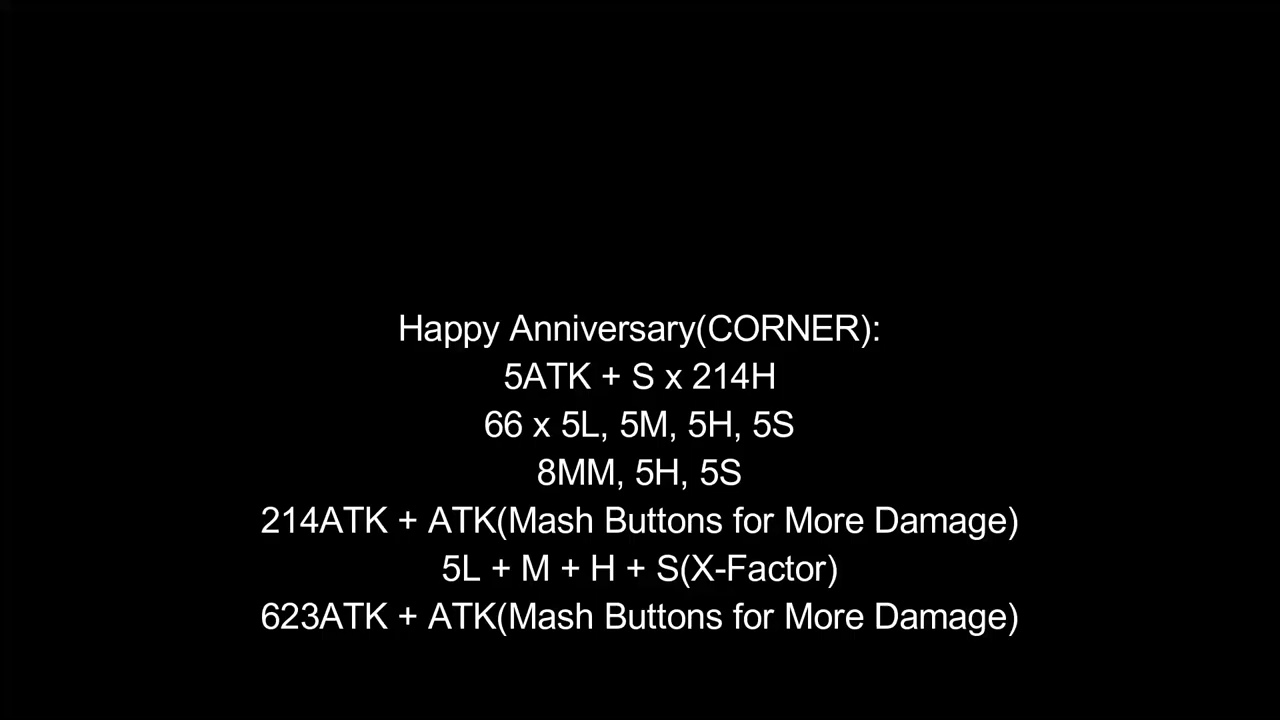 Happy Anniversary(CORNER):
5ATK + S x 214H
66 x 5L, 5M, 5H, 5S
8MM, 5H, 5S
214ATK + ATK(Mash Buttons for More Damage)
5L + M + H + S(X-Factor)
623ATK + ATK(Mash Buttons for More Damage)